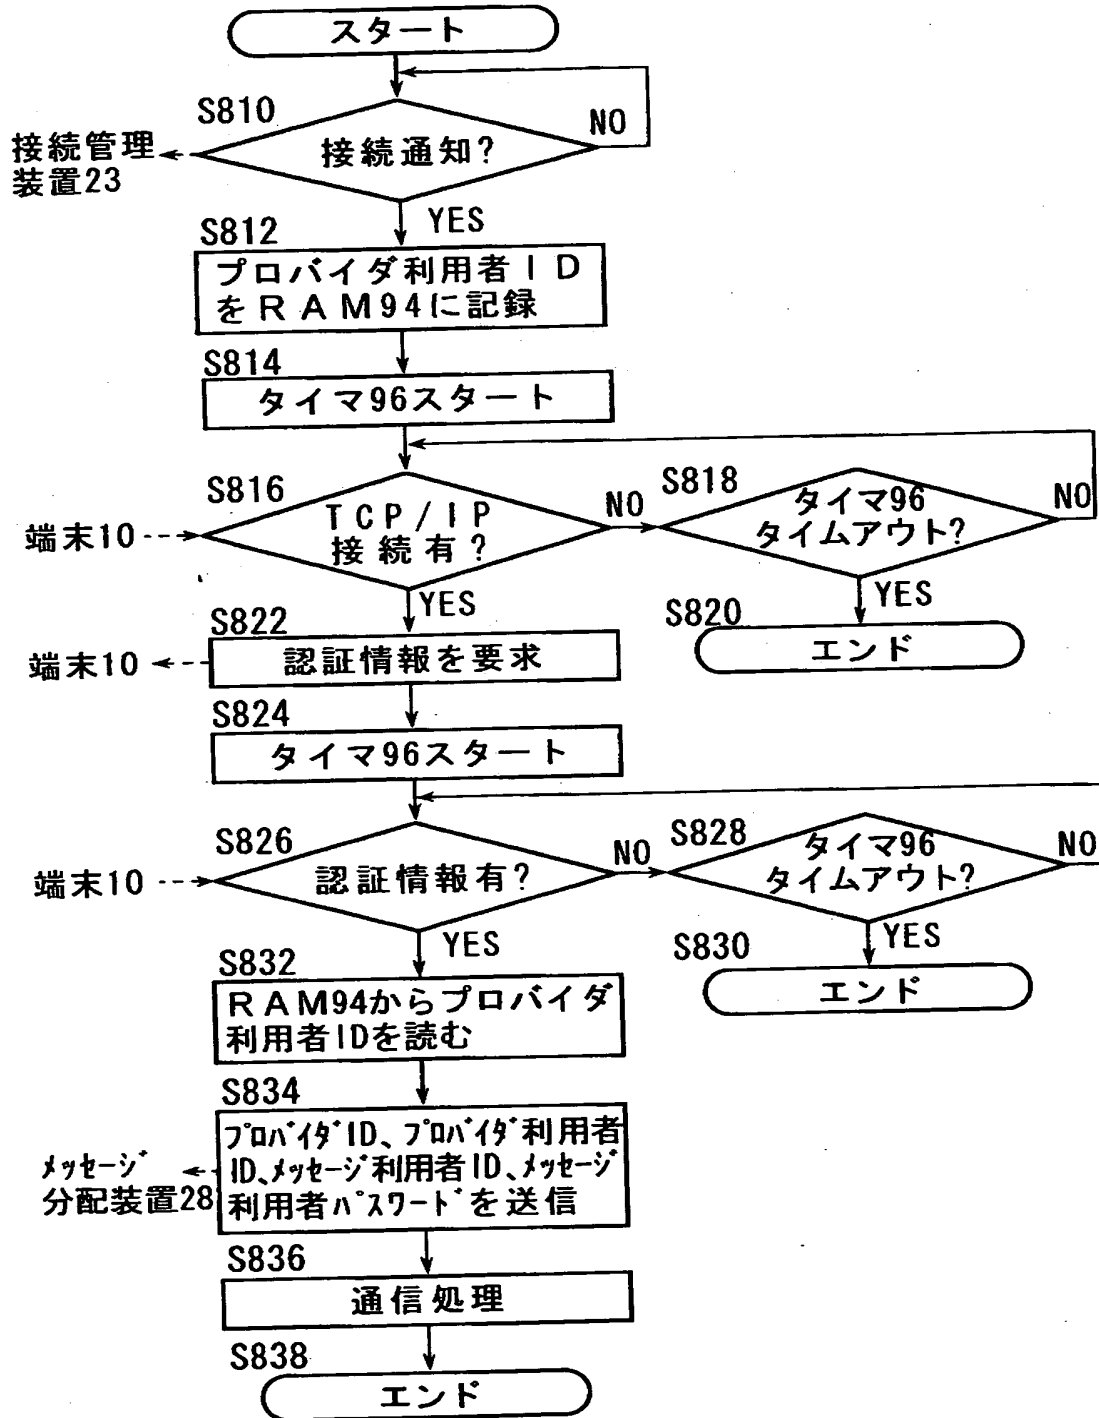 スタート
S810
接続通知?
NO
接続管理
装置23
YES
S812
プロバイダ利用者ID
をRAM94に記録
S814
タイマ96スタート
S816
TCP/IP
接続有?
端末10
NO
S818
タイマ96
タイムアウト?
NO
YES
YES
S820
エンド
S822
認証情報を要求
端末10
S824
タイマ96スタート
S826
認証情報有?
端末10
NO
S828
タイマ96
タイムアウト?
NO
YES
YES
S830
エンド
S832
RAM94からプロバイダ
利用者IDを読む
S834
プロバイダID、プロバイダ利用者
ID、メッセージ利用者ID、メッセージ
利用者パスワードを送信
メッセージ
分配装置28
S836
通信処理
S838
エンド